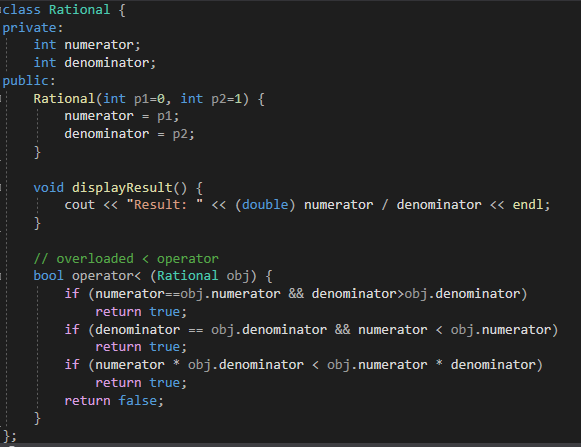 class Rational {
private:
    int numerator;
    int denominator;
public:
    Rational(int p1=0, int p2=1) {
        numerator = p1;
        denominator = p2;
    }

    void displayResult() {
        cout << "Result: " << (double) numerator / denominator << endl;
    }

    // overloaded < operator
    bool operator< (Rational obj) {
        if (numerator==obj.numerator && denominator>obj.denominator)
            return true;
        if (denominator == obj.denominator && numerator < obj.numerator)
            return true;
        if (numerator * obj.denominator < obj.numerator * denominator)
            return true;
        return false;
    }
};